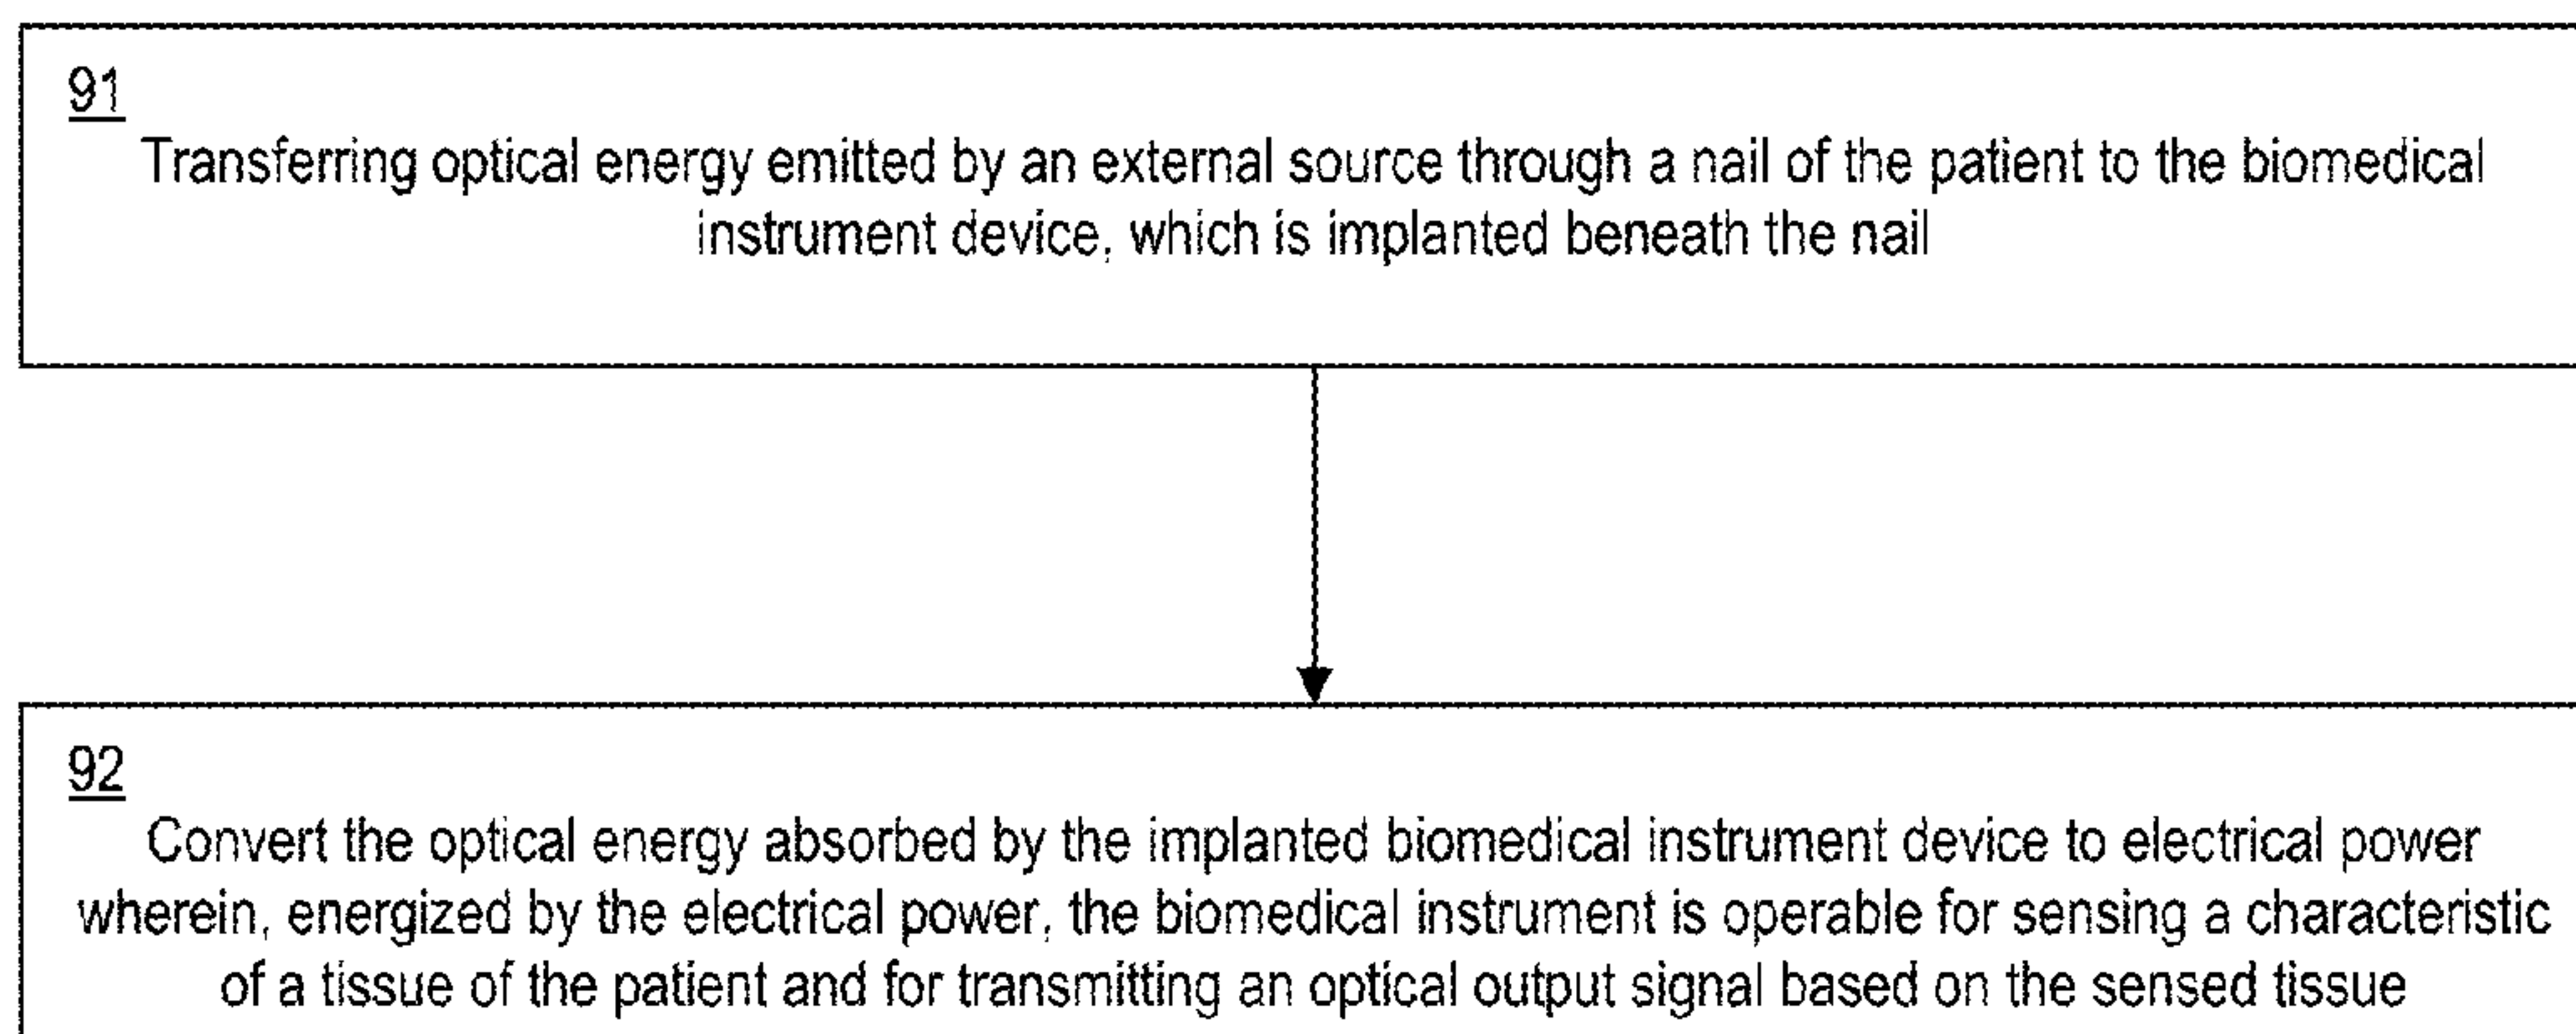 91
Transferring optical energy emitted by an external source through a nail of the patient to the biomedical
instrument device, which is implanted beneath the nail
92
Convert the optical energy absorbed by the implanted biomedical instrument device to electrical power
wherein, energized by the electrical power, the biomedical instrument is operable for sensing a characteristic
of a tissue of the patient and for transmitting an optical output signal based on the sensed tissue